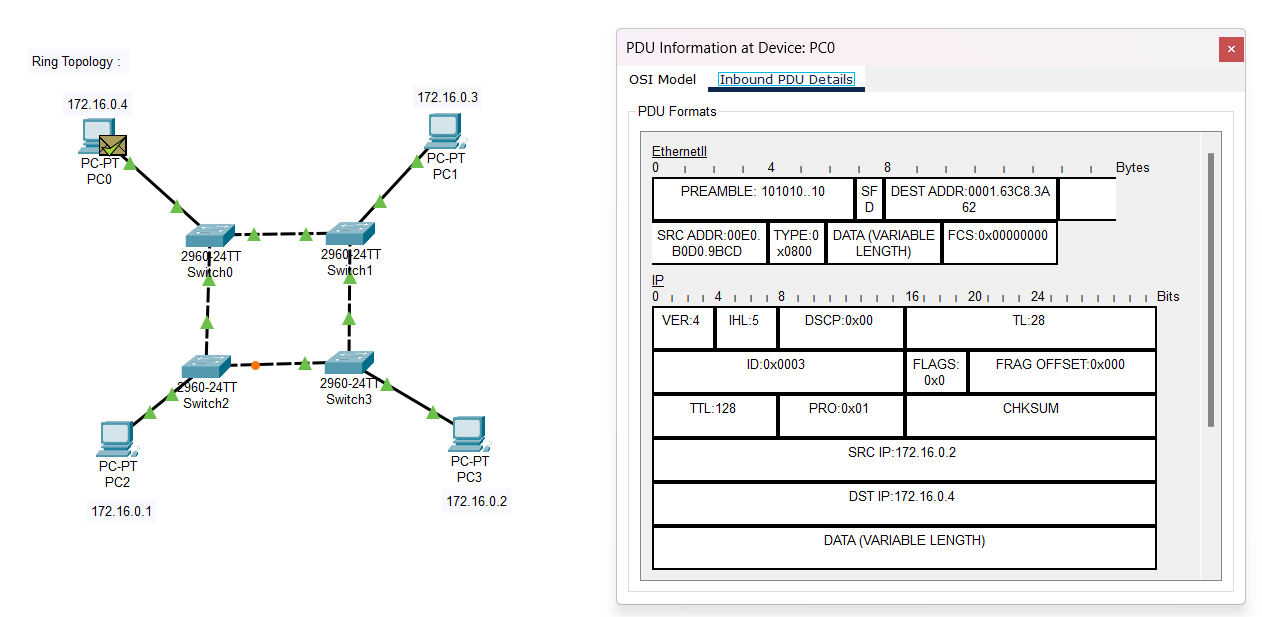 Ring Topology :
172.16.0.4
PC-PT
PC0
172.16.0.3
PC-PT
PC1
2960-24TT
Switch0
2960-24TT
Switch1
2960-24TT
Switch2
2960-24TT
Switch3
PC-PT
PC2
172.16.0.1
PC-PT
PC3
172.16.0.2
PDU Information at Device: PC0
OSI Model Inbound PDU Details
PDU Formats
EthernetII
0 4 8 Bytes
PREAMBLE: 101010..10
SF
D
DEST ADDR:0001.63C8.3A
62
SRC ADDR:00E0.
B0D0.9BCD
TYPE:0
x0800
DATA (VARIABLE
LENGTH)
FCS:0x00000000
IP
0 4 8 16 20 24 Bits
VER:4 IHL:5 DSCP:0x00 TL:28
ID:0x0003
FLAGS:
0x0
FRAG OFFSET:0x000
TTL:128 PRO:0x01 CHKSUM
SRC IP:172.16.0.2
DST IP:172.16.0.4
DATA (VARIABLE LENGTH)